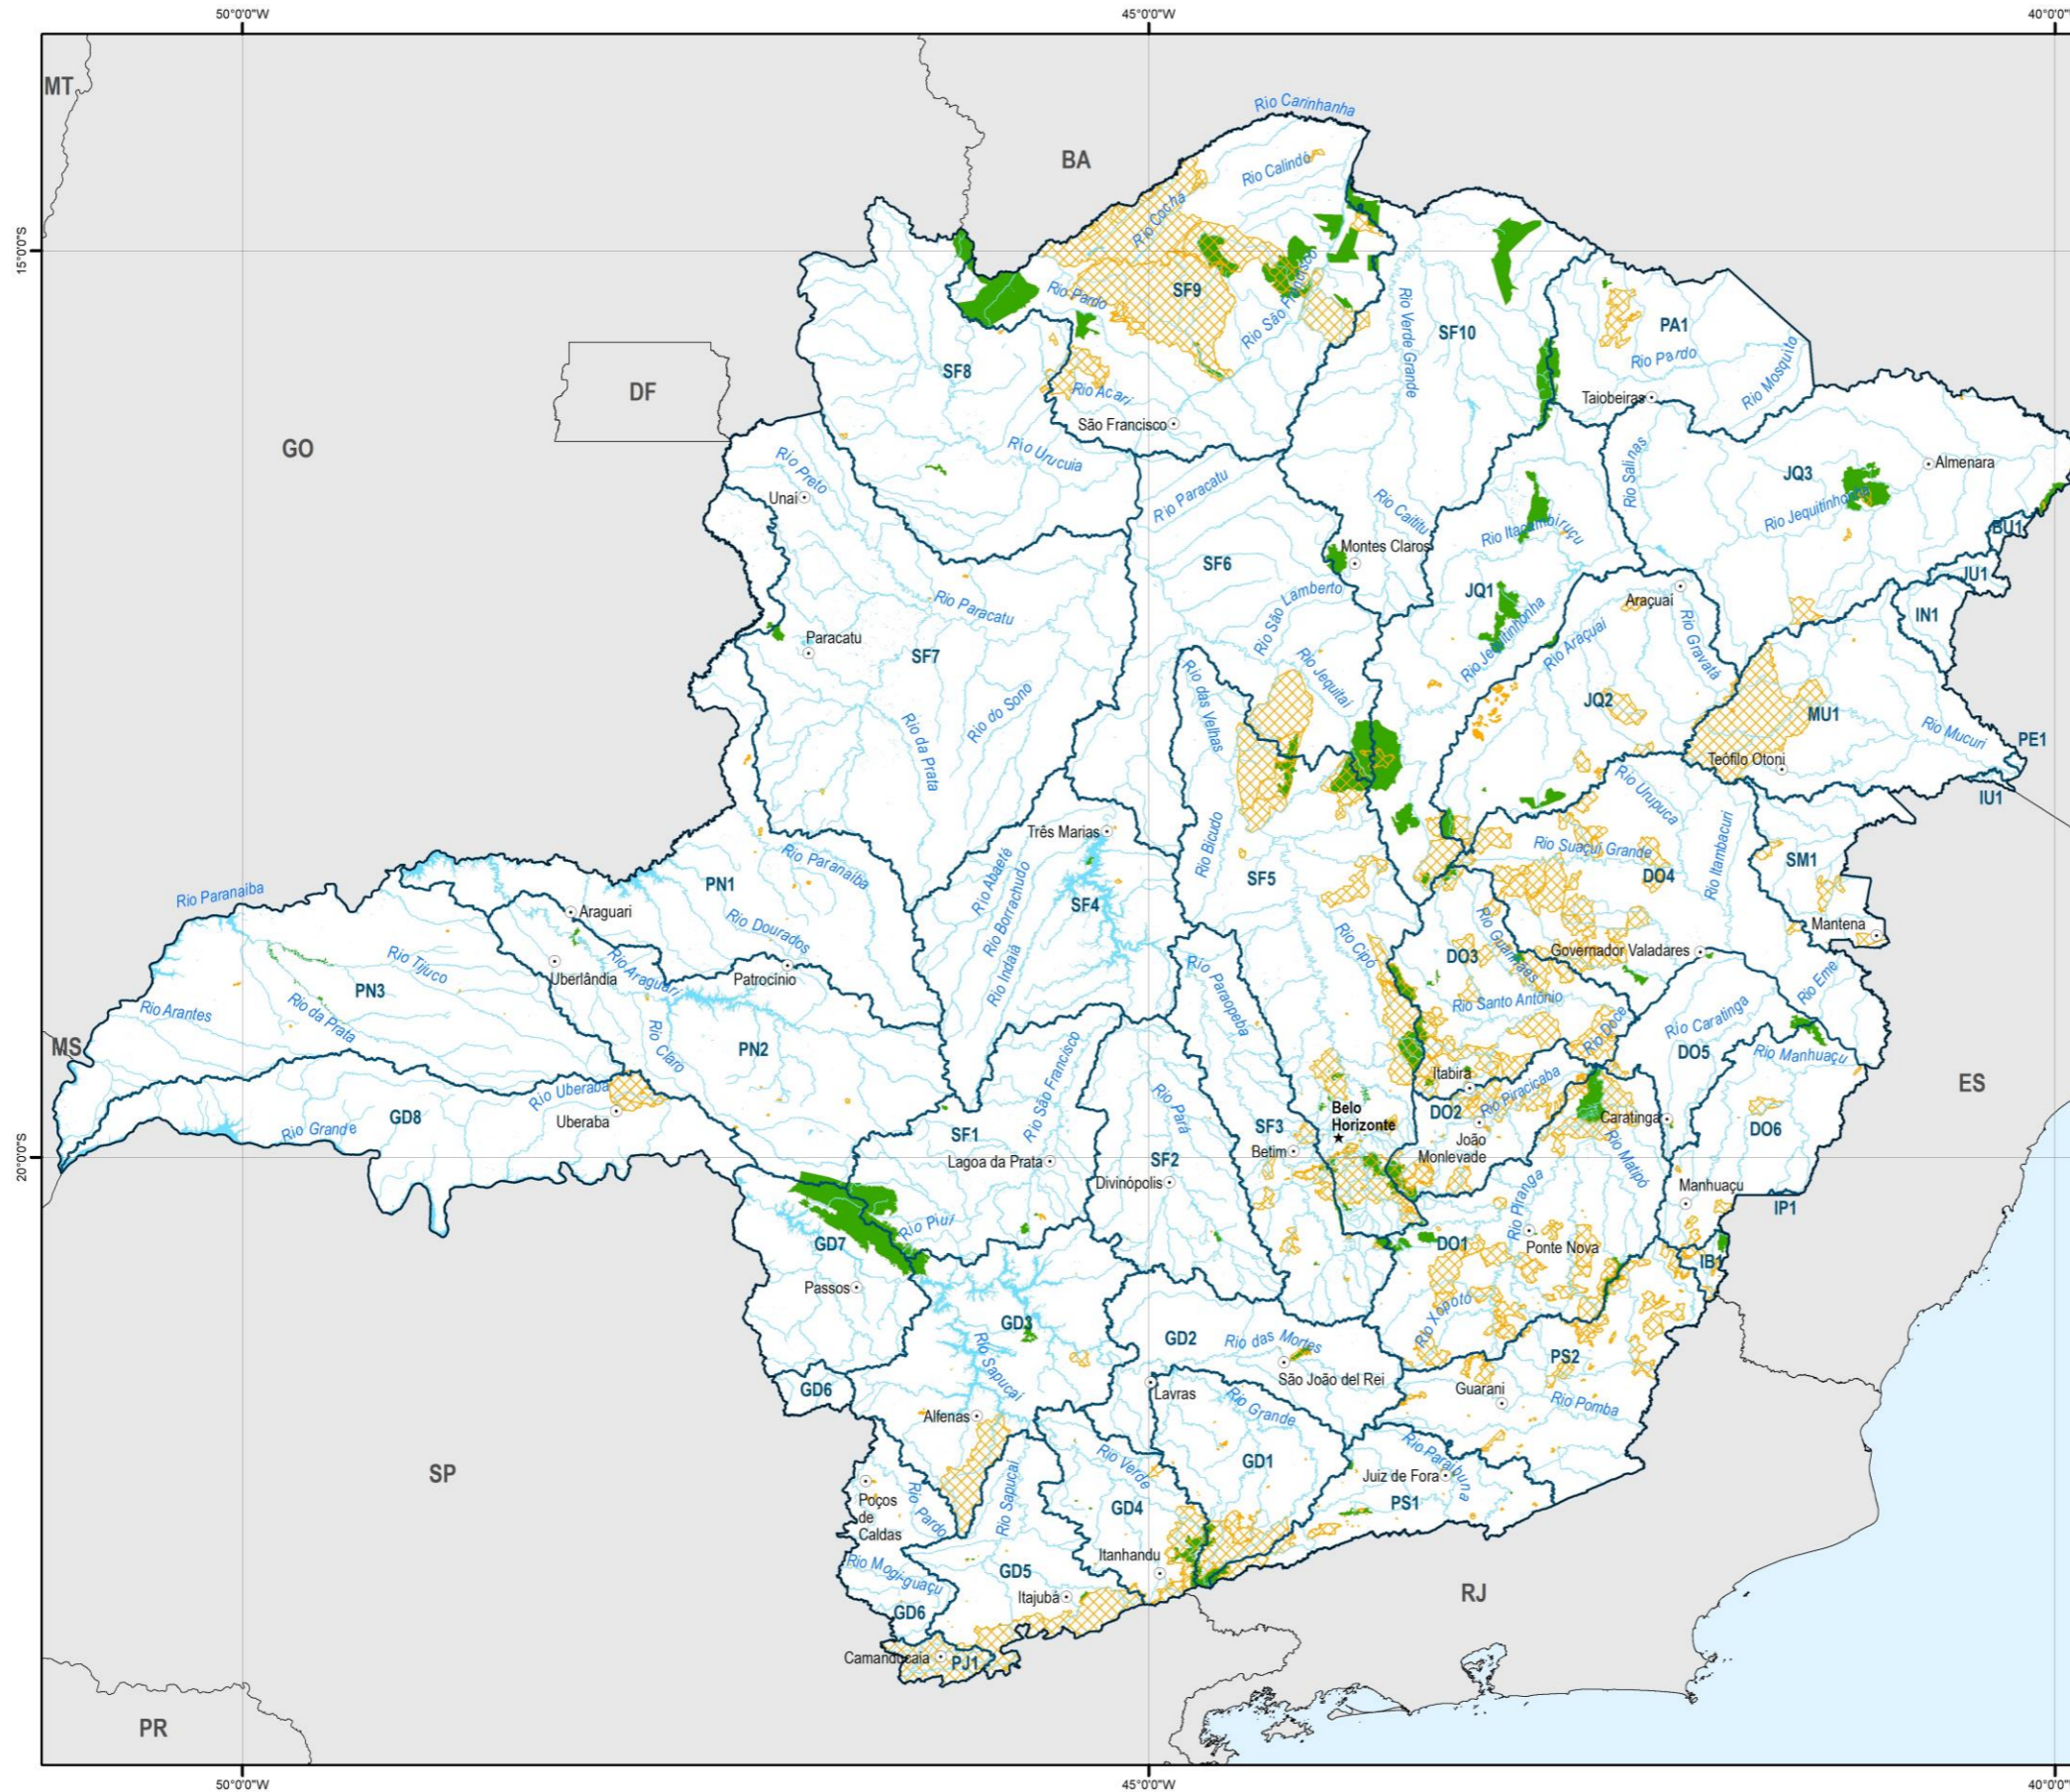 50°0'0"W
45°0'0"W
MT
Rio Carinhanha
BA
Rio Calindó
Rio Cochá
15°0'0"S
Rio Pardo
SF9
Rio São Francisco
Rio Verde Grande
SF10
PA1
Rio Pardo
Rio Mosquito
DF
SF8
Rio Acari
São Francisco
Taiobeiras
GO
Rio Urucuia
Rio Preto
Unaí
Rio Paracatu
Rio Caititu
Rio Salinas
JQ3
Almenara
Rio Jequitinhonha
Rio Itacambiruçu
BU1
Montes Claros
SF6
JU1
Rio São Lamberto
JQ1
Araçuaí
IN1
Rio Paracatu
Rio Jequitinhonha
Rio Araçuaí
Rio Gravatá
Paracatu
SF7
Rio Jequitaí
Rio das Velhas
Rio do Sono
Rio da Prata
JQ2
MU1
Rio Mucuri
PE1
Teófilo Otoni
IU1
Rio Urupuca
Três Marias
Rio Bicudo
Rio Suaçuí Grande
Rio Itambacuri
SM1
Rio Paranaíba
PN1
Rio Paranaíba
Rio Abaeté
Rio Borrachudo
SF4
SF5
DO4
Araguari
Rio Dourados
Rio Cipó
Rio Guanhães
Mantena
Rio Tijuco
Uberlândia
Rio Araguari
Patrocínio
Rio Indaiá
Rio Paraopeba
DO3
Governador Valadares
PN3
Rio Arantes
Rio da Prata
Rio Santo Antônio
Rio Doce
Rio Caratinga
MS
Rio Claro
PN2
Rio São Francisco
DO5
Rio Manhuaçu
Itabira
Rio Uberaba
GD8
Uberaba
Rio Pará
Rio Piracicaba
DO2
Caratinga
ES
Rio Grande
SF1
SF3
Belo
Horizonte
João
Monlevade
DO6
20°0'0"S
Lagoa da Prata
SF2
Betim
Rio Matipó
Divinópolis
Manhuaçu
Rio Piranga
IP1
Rio Piuí
GD7
DO1
Ponte Nova
IB1
Passos
Rio Xopotó
GD3
GD2
Rio das Mortes
PS2
Rio Sapucaí
São João del Rei
GD6
Lavras
Guarani
Rio Pomba
Rio Grande
Alfenas
SP
Rio Verde
GD1
Rio Paraibuna
Juiz de Fora
Poços
de
Caldas
Rio Pardo
Rio Sapucaí
GD4
PS1
Itanhandu
Rio Mogi-guaçu
GD5
Itajubá
RJ
GD6
Camanducaia
PJ1
PR
50°0'0"W
45°0'0"W